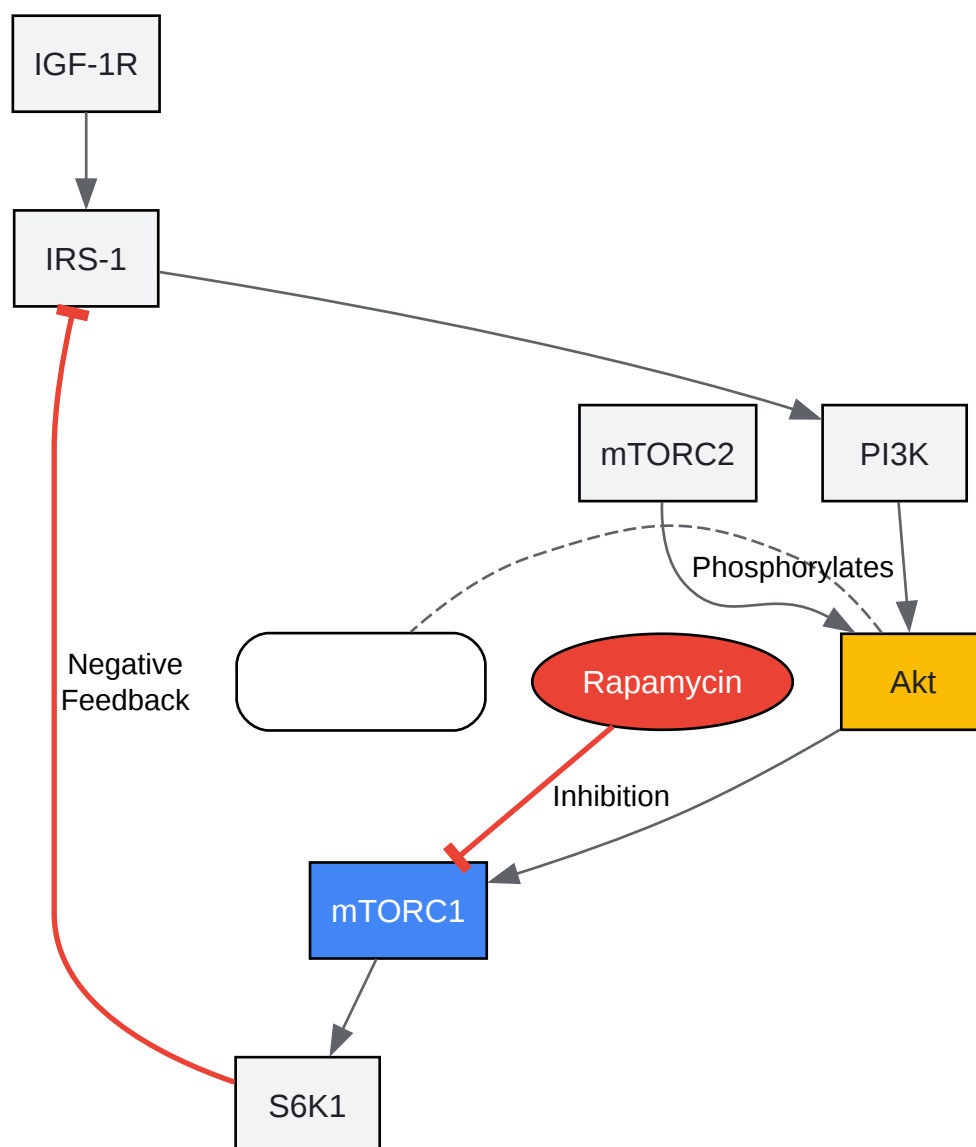 IGF-1R
IRS-1
mTORC2
PI3K
Phosphorylates
Negative
Feedback
Rapamycin
Akt
Inhibition
mTORC1
S6K1